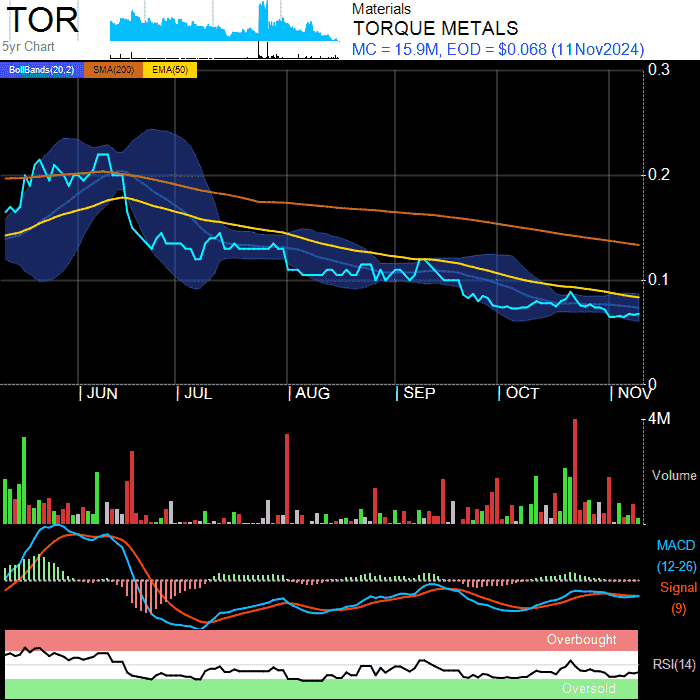 TOR
5yr Chart
Materials
TORQUE METALS
MC = 15.9M, EOD = $0.068 (11Nov2024)
BollBands(20,2) SMA(200) EMA(50)
0.3
0.2
0.1
0
JUN JUL AUG SEP OCT NOV
4M
Volume
MACD
(12-26)
Signal
(9)
Overbought
RSI(14)
Oversold